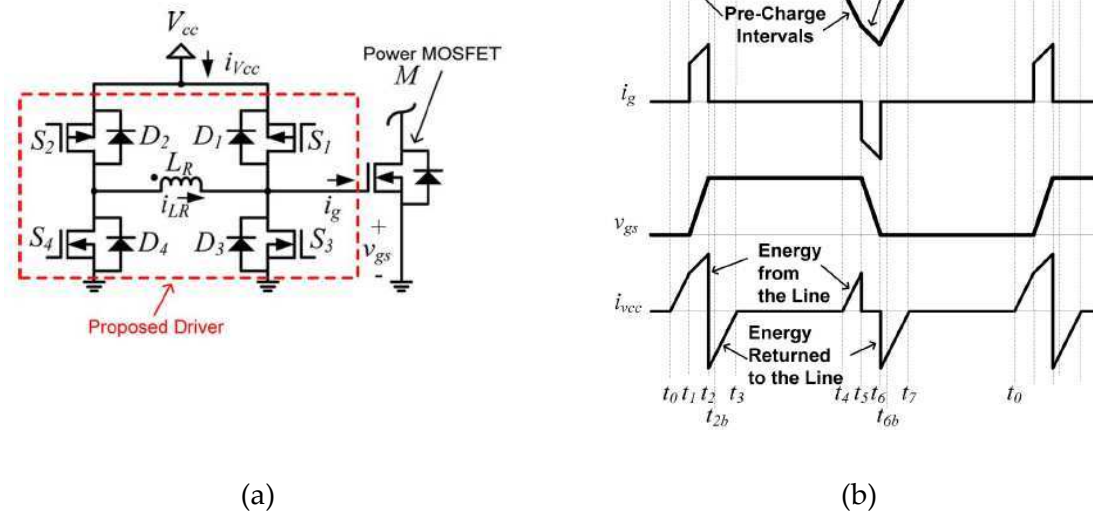 V_cc
i_Vcc
Power MOSFET
M
S_2
D_2
D_1
S_1
L_R
i_LR
i_g
S_4
D_4
D_3
S_3
+
v_gs
-
Proposed Driver
(a)
Pre-Charge
Intervals
i_g
v_gs
Energy
from
the Line
i_vcc
Energy
Returned
to the Line
t_0 t_1 t_2 t_3 t_4 t_5 t_6 t_7 t_0
t_2b t_6b
(b)